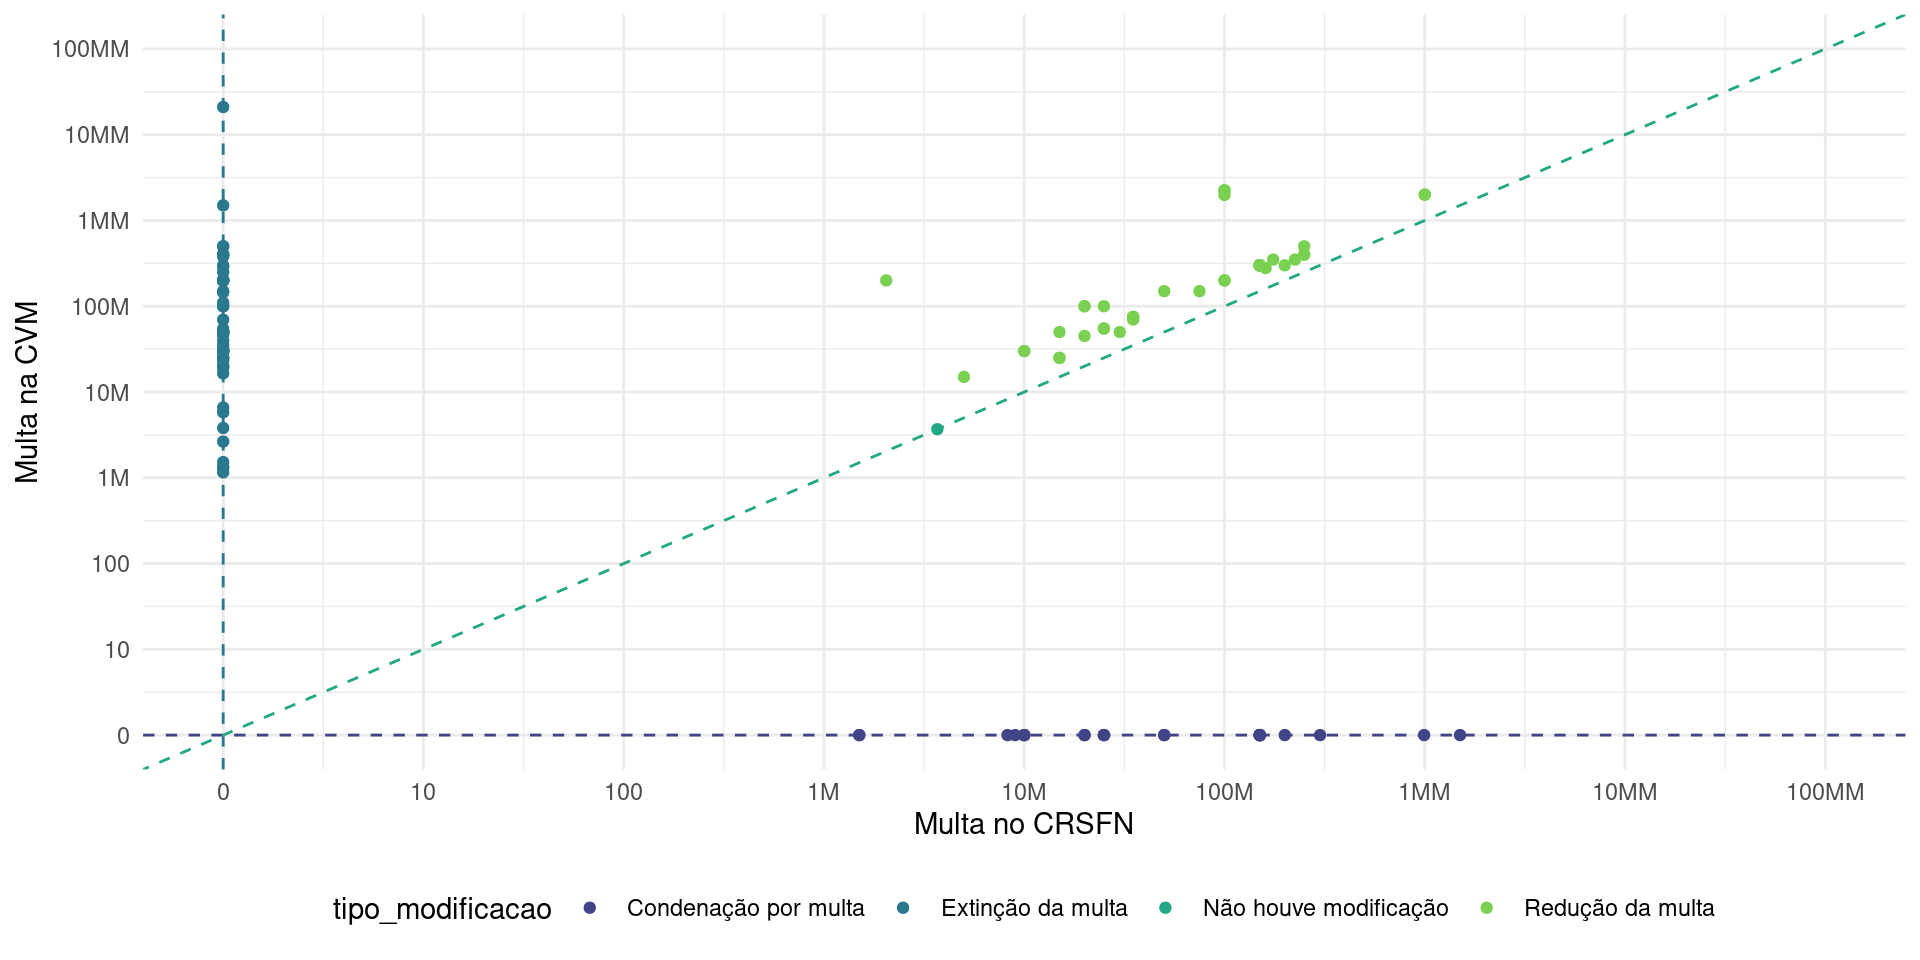 Multa na CVM
100MM
10MM
1MM
100M
10M
1M
100
10
0
0 10 100 1M 10M 100M 1MM 10MM 100MM
Multa no CRSFN
tipo_modificacao Condenação por multa Extinção da multa Não houve modificação Redução da multa